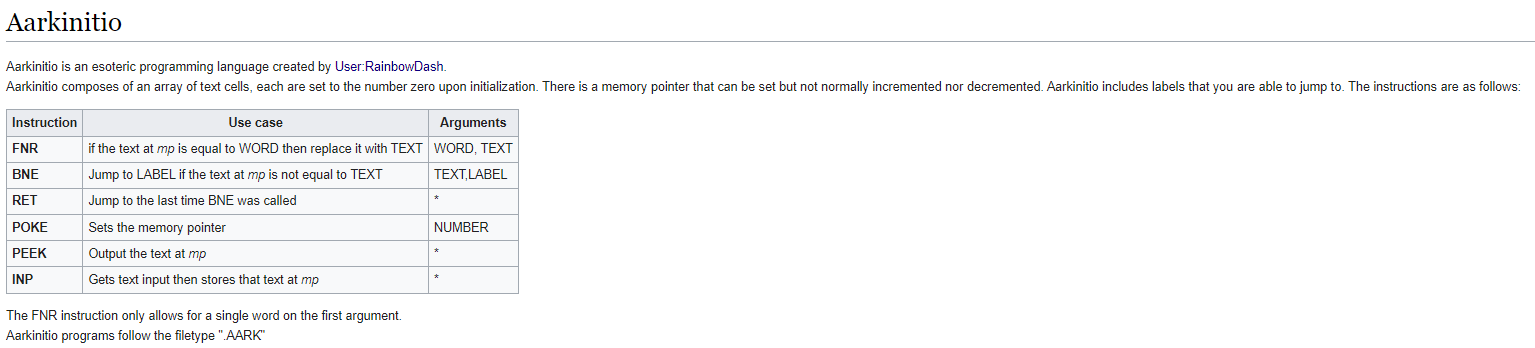 Aarkinitio
Aarkinitio is an esoteric programming language created by User:RainbowDash.
Aarkinitio composes of an array of text cells, each are set to the number zero upon initialization. There is a memory pointer that can be set but not normally incremented nor decremented. Aarkinitio includes labels that you are able to jump to. The instructions are as follows:
Instruction Use case Arguments
FNR if the text at mp is equal to WORD then replace it with TEXT WORD, TEXT
BNE Jump to LABEL if the text at mp is not equal to TEXT TEXT,LABEL
RET Jump to the last time BNE was called *
POKE Sets the memory pointer NUMBER
PEEK Output the text at mp *
INP Gets text input then stores that text at mp *
The FNR instruction only allows for a single word on the first argument.
Aarkinitio programs follow the filetype ".AARK"